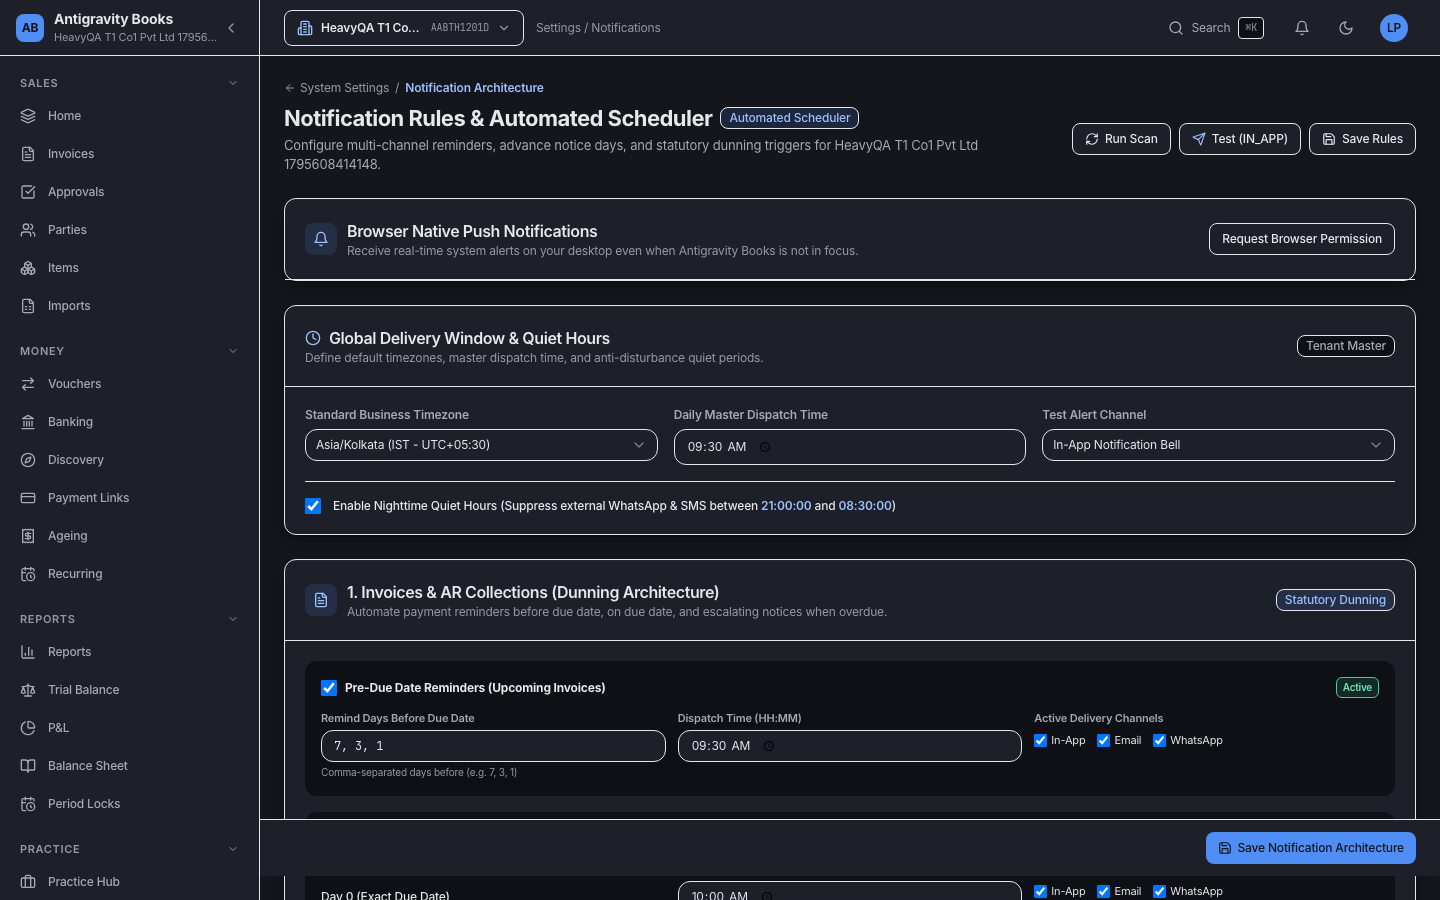 AB
Antigravity Books
HeavyQA T1 Co1 Pvt Ltd 17956...
HeavyQA T1 Co... AABTH1201D
Settings / Notifications
Search ⌘K
LP
SALES
Home
Invoices
Approvals
Parties
Items
Imports
MONEY
Vouchers
Banking
Discovery
Payment Links
Ageing
Recurring
REPORTS
Reports
Trial Balance
P&L
Balance Sheet
Period Locks
PRACTICE
Practice Hub
← System Settings / Notification Architecture
Notification Rules & Automated Scheduler Automated Scheduler
Configure multi-channel reminders, advance notice days, and statutory dunning triggers for HeavyQA T1 Co1 Pvt Ltd
1795608414148.
Run Scan Test (IN_APP) Save Rules
Browser Native Push Notifications
Receive real-time system alerts on your desktop even when Antigravity Books is not in focus.
Request Browser Permission
Global Delivery Window & Quiet Hours
Define default timezones, master dispatch time, and anti-disturbance quiet periods.
Tenant Master
Standard Business Timezone Daily Master Dispatch Time Test Alert Channel
Asia/Kolkata (IST - UTC+05:30) 09:30 AM In-App Notification Bell
Enable Nighttime Quiet Hours (Suppress external WhatsApp & SMS between 21:00:00 and 08:30:00)
1. Invoices & AR Collections (Dunning Architecture)
Automate payment reminders before due date, on due date, and escalating notices when overdue.
Statutory Dunning
Pre-Due Date Reminders (Upcoming Invoices) Active
Remind Days Before Due Date Dispatch Time (HH:MM) Active Delivery Channels
7, 3, 1 09:30 AM In-App Email WhatsApp
Comma-separated days before (e.g. 7, 3, 1)
Save Notification Architecture
Day 0 (Exact Due Date) 10:00 AM In-App Email WhatsApp